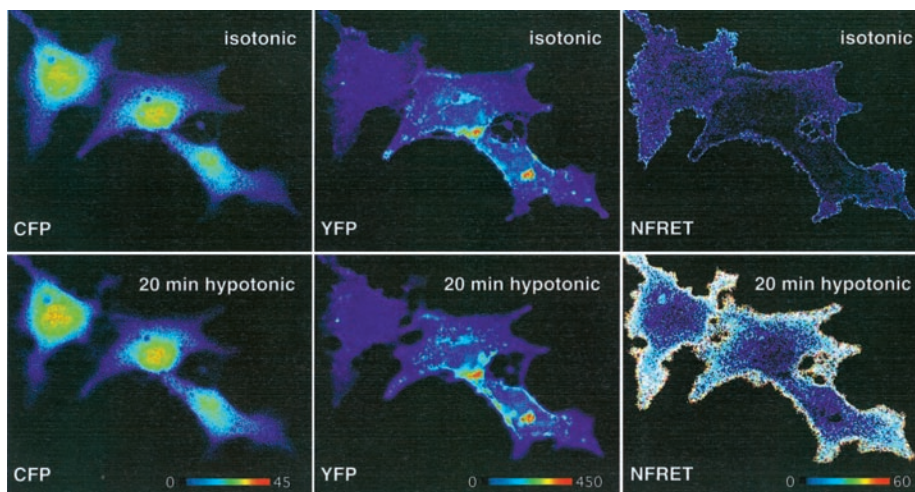 isotonic
CFP
isotonic
YFP
isotonic
NFRET
20 min hypotonic
CFP
0 45
20 min hypotonic
YFP
0 450
20 min hypotonic
NFRET
0 60